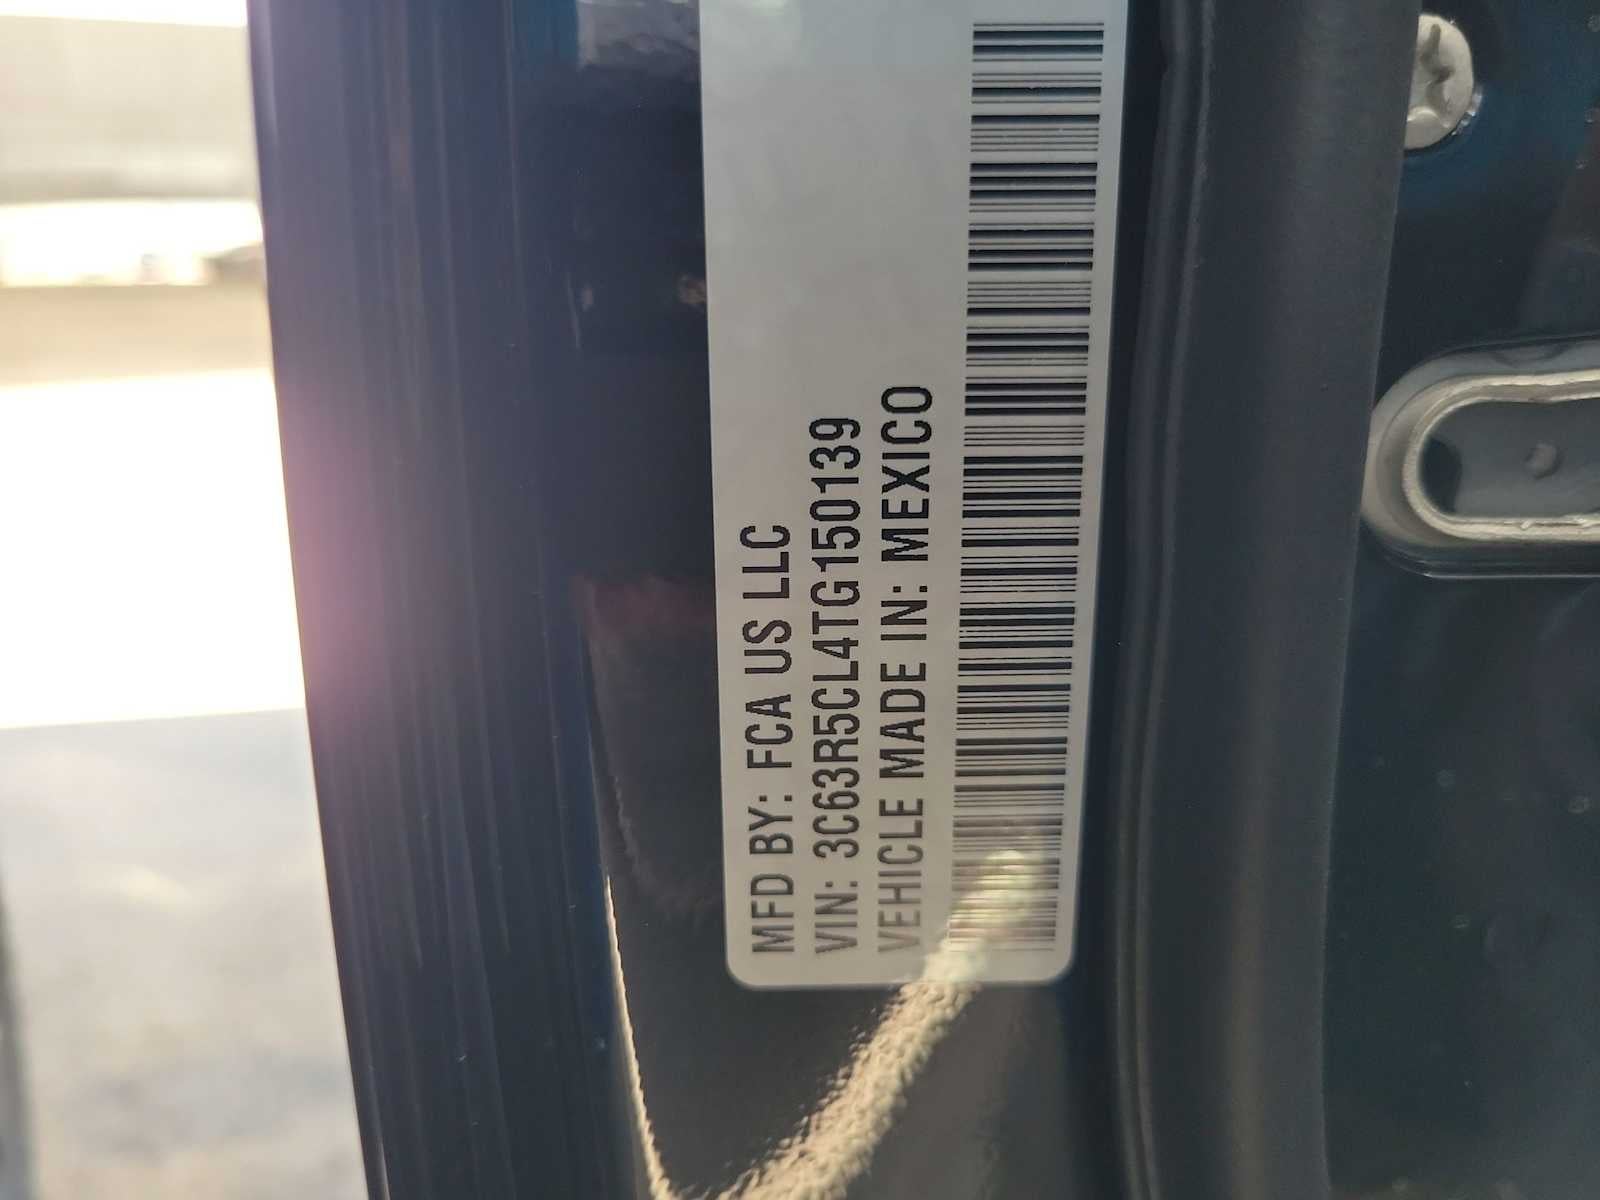 MFD BY: FCA US LLC
VIN: 3C63R5CL4TG150139
VEHICLE MADE IN: MEXICO